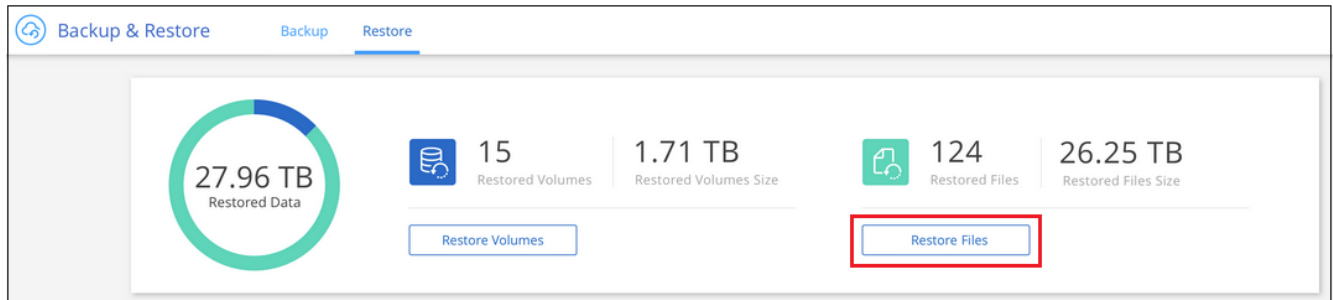 Backup & Restore Backup Restore
27.96 TB
Restored Data
15
Restored Volumes
1.71 TB
Restored Volumes Size
Restore Volumes
124
Restored Files
26.25 TB
Restored Files Size
Restore Files